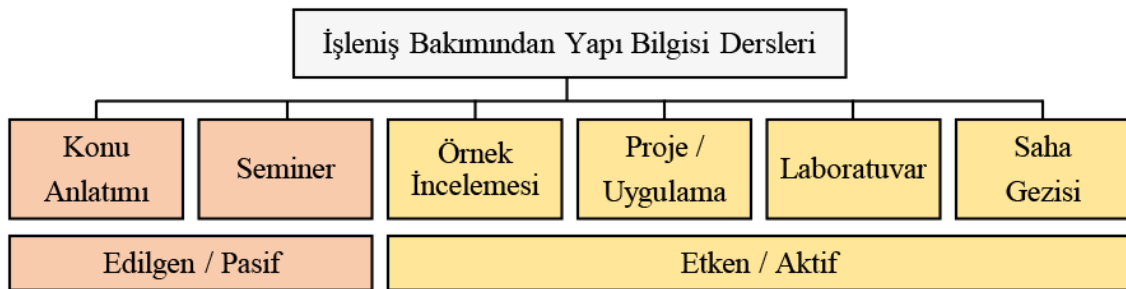 İşleniş Bakımından Yapı Bilgisi Dersleri
Konu
Anlatımı
Seminer
Örnek
İncelemesi
Proje /
Uygulama
Laboratuvar
Saha
Gezisi
Edilgen / Pasif
Etken / Aktif